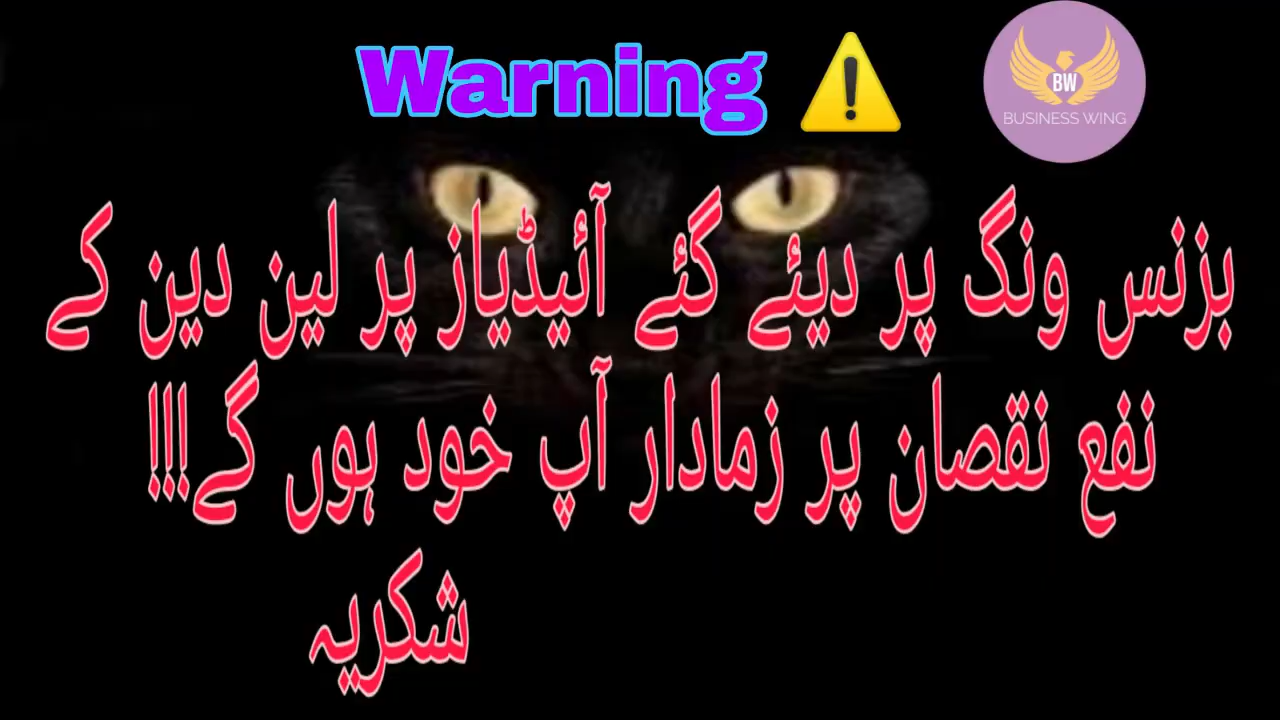 Warning ⚠️
BW
BUSINESS WING
بزنس ونگ پر دیئے گئے آئیڈیاز پر لین دین کے
نفع نقصان پر زمادار آپ خود ہوں گے!!!
شکریہ